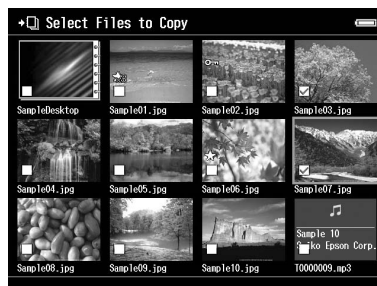 Select Files to Copy
SampleDesktop
Sample01.jpg
Sample02.jpg
Sample03.jpg
Sample04.jpg
Sample05.jpg
Sample06.jpg
Sample07.jpg
Sample 10
Seiko Epson Corp.
Sample08.jpg
Sample09.jpg
Sample10.jpg
T0000009.mp3